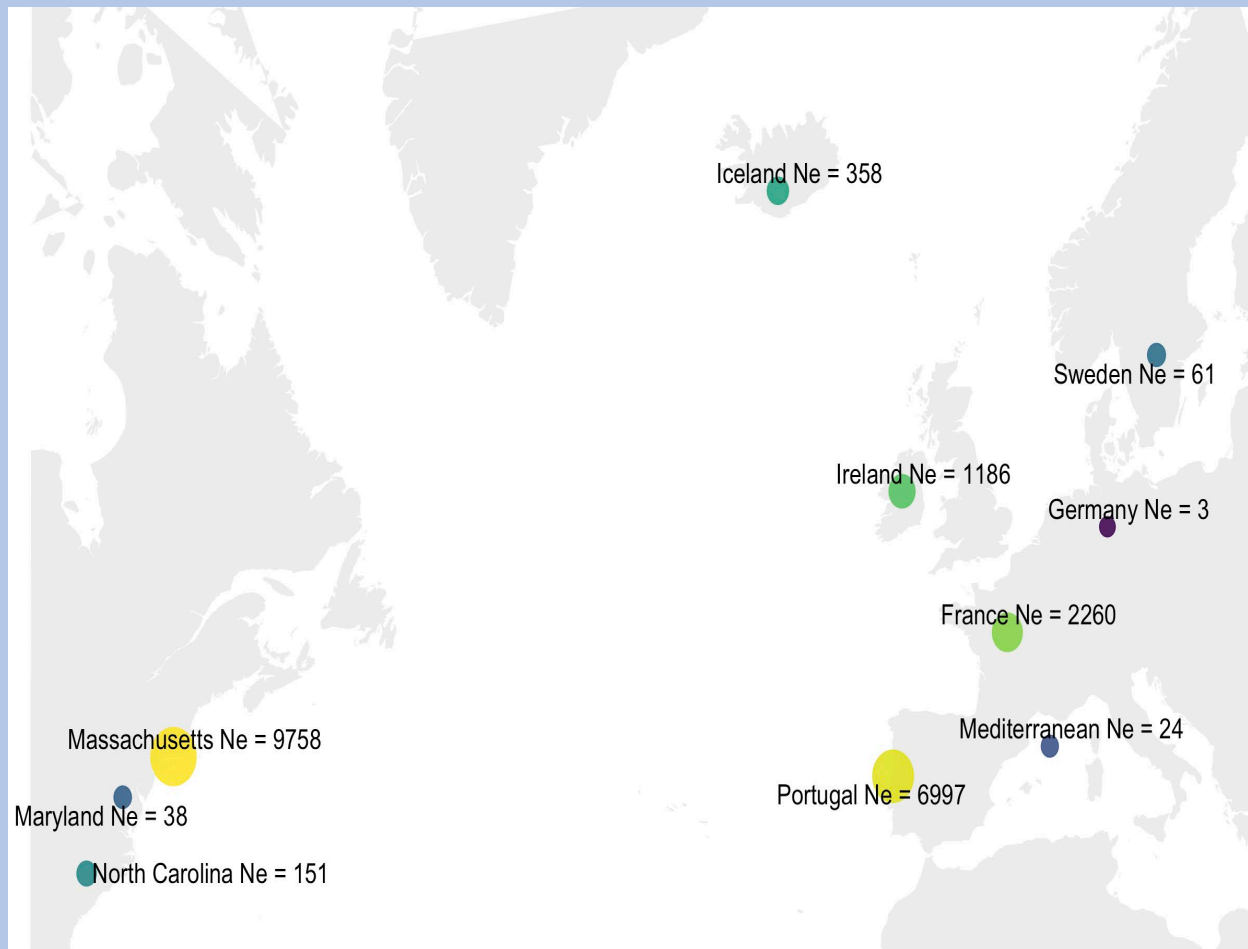 Iceland Ne = 358
Sweden Ne = 61
Ireland Ne = 1186
Germany Ne = 3
France Ne = 2260
Mediterranean Ne = 24
Massachusetts Ne = 9758
Portugal Ne = 6997
Maryland Ne = 38
North Carolina Ne = 151